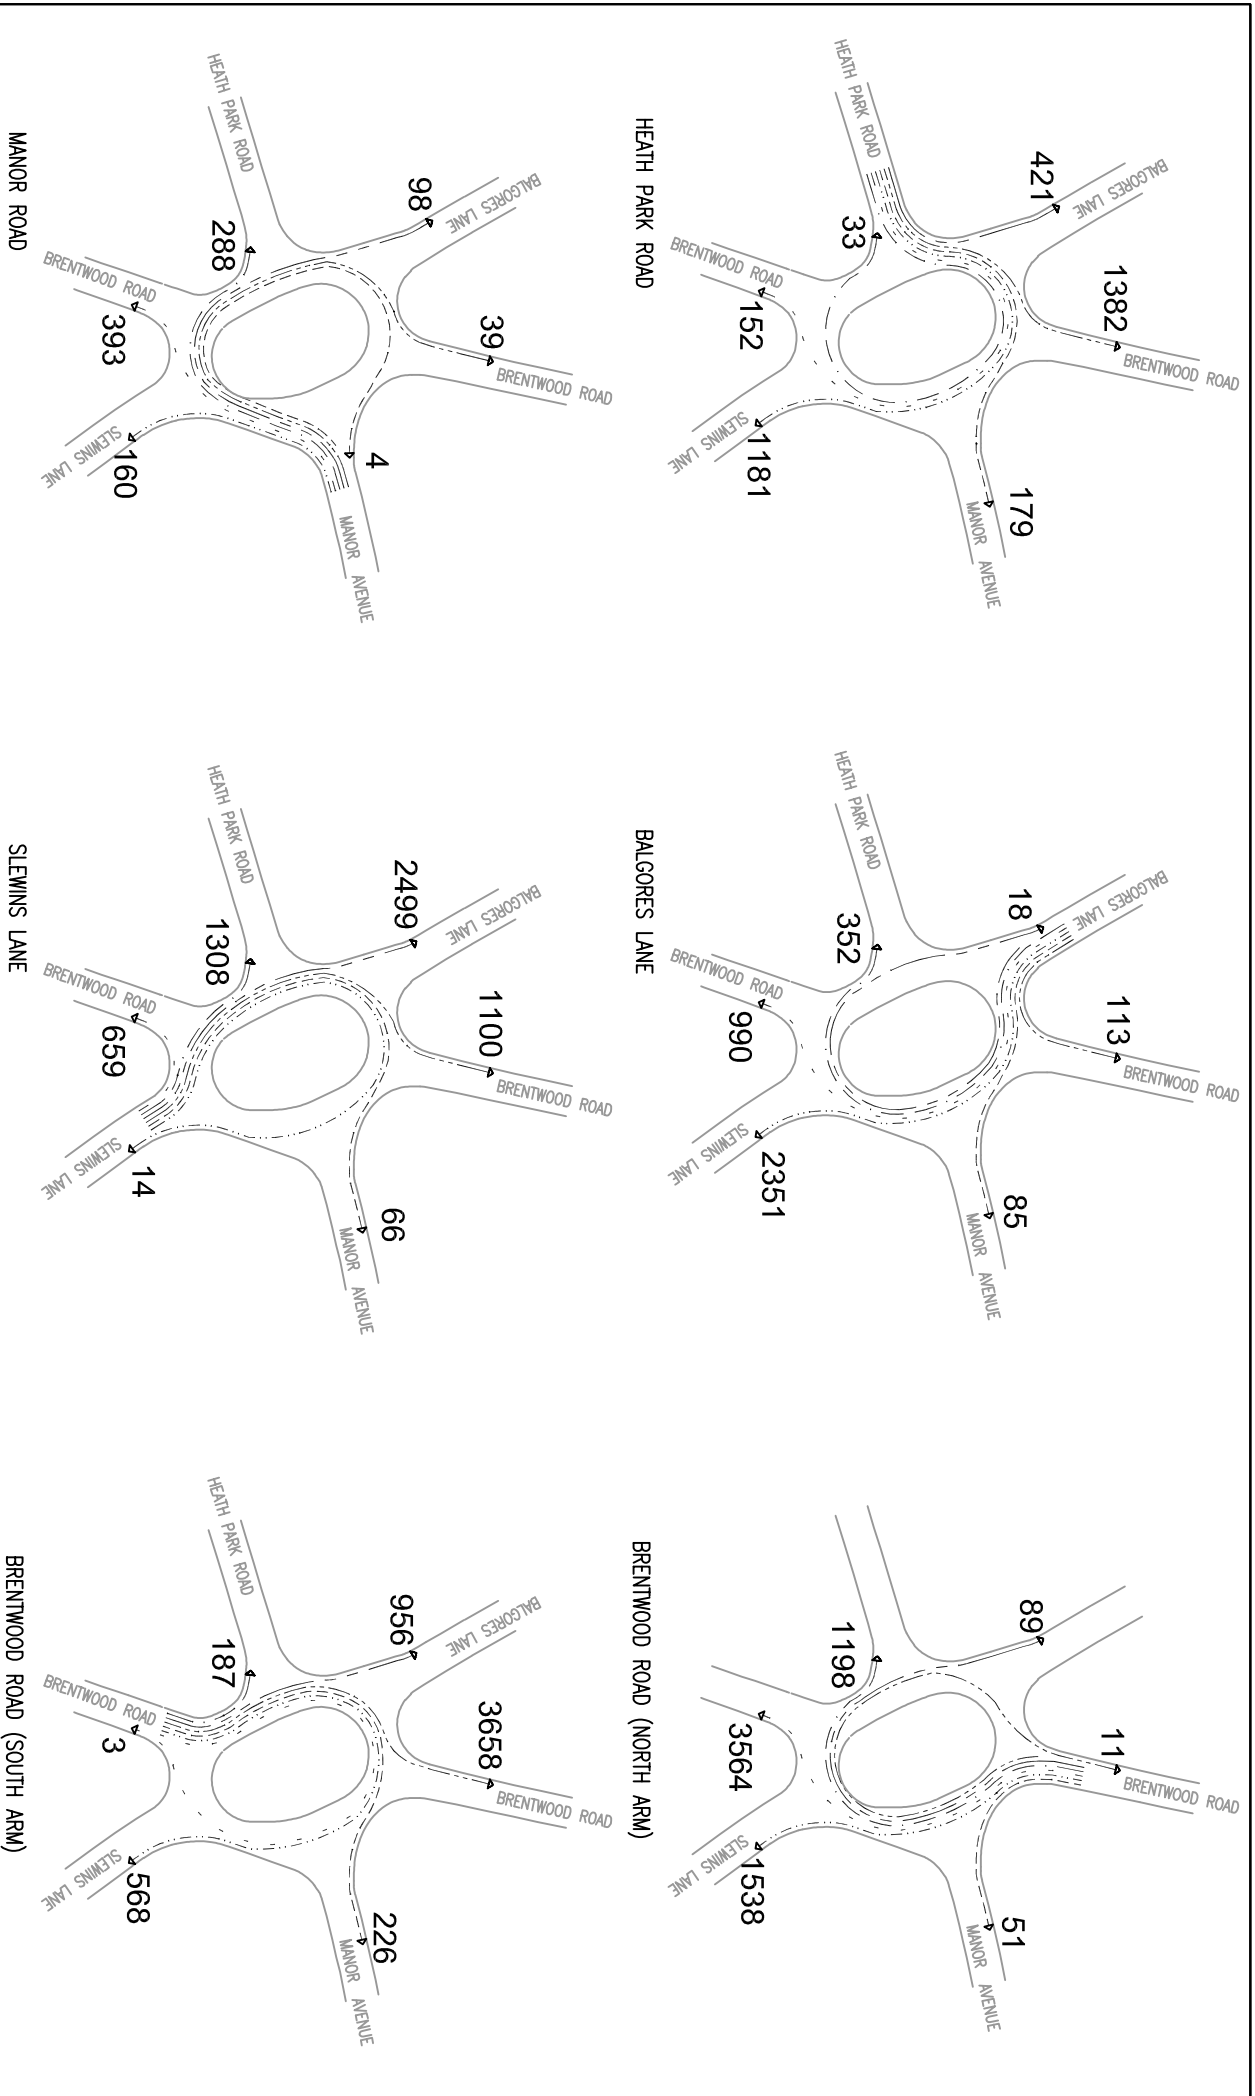 HEATH PARK ROAD
BALGORES LANE
BRENTWOOD ROAD
MANOR AVENUE
SLEWINS LANE
BRENTWOOD ROAD
421
1382
179
1181
152
33
HEATH PARK ROAD
HEATH PARK ROAD
BALGORES LANE
BRENTWOOD ROAD
MANOR AVENUE
SLEWINS LANE
BRENTWOOD ROAD
18
113
85
2351
990
352
BALGORES LANE
BRENTWOOD ROAD
MANOR AVENUE
SLEWINS LANE
89
11
51
1538
3564
1198
BRENTWOOD ROAD (NORTH ARM)
HEATH PARK ROAD
BALGORES LANE
BRENTWOOD ROAD
MANOR AVENUE
SLEWINS LANE
BRENTWOOD ROAD
98
39
4
160
393
288
MANOR ROAD
HEATH PARK ROAD
BALGORES LANE
BRENTWOOD ROAD
MANOR AVENUE
SLEWINS LANE
BRENTWOOD ROAD
2499
1100
66
14
659
1308
SLEWINS LANE
HEATH PARK ROAD
BALGORES LANE
BRENTWOOD ROAD
MANOR AVENUE
SLEWINS LANE
BRENTWOOD ROAD
956
3658
226
568
3
187
BRENTWOOD ROAD (SOUTH ARM)